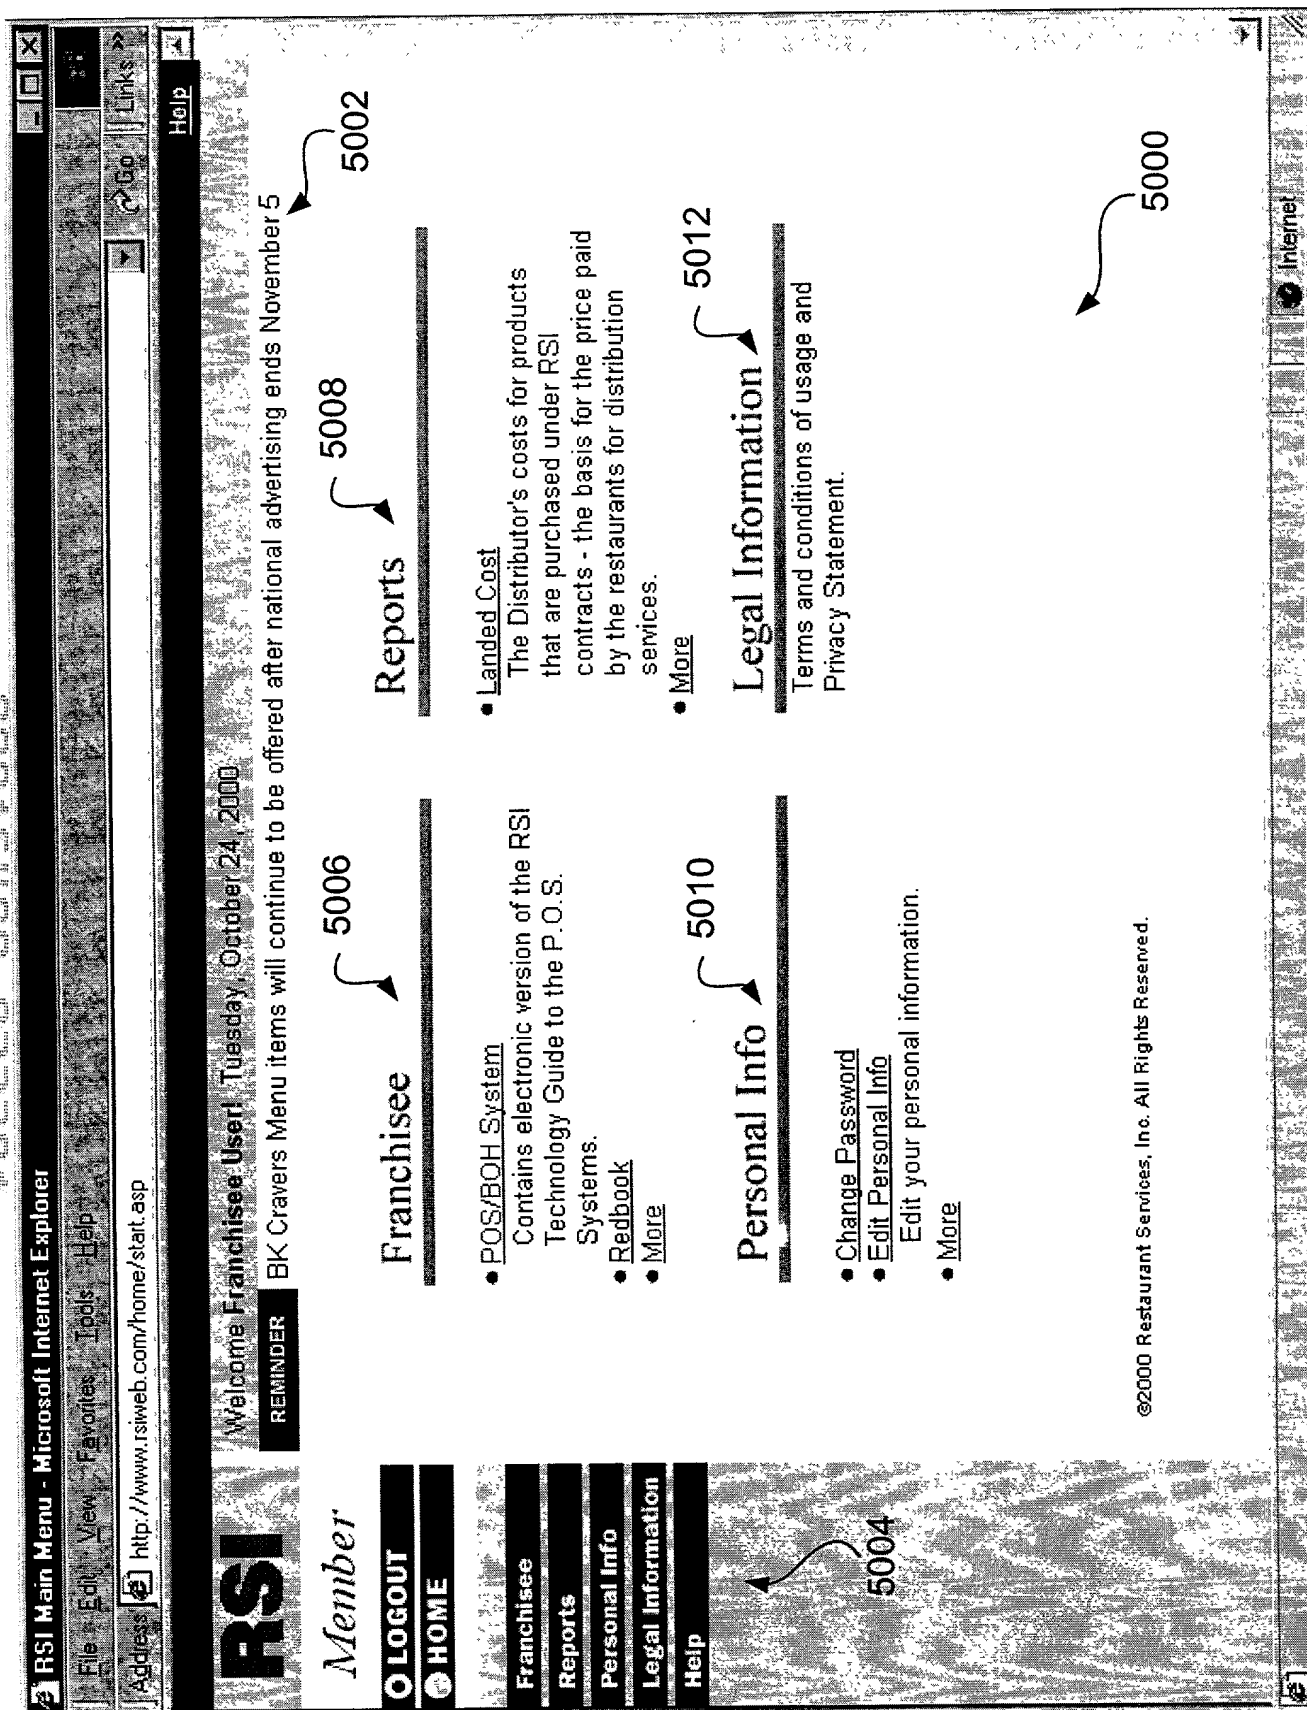 RSI Main Menu - Microsoft Internet Explorer
File Edit View Favorites Tools Help
Address http://www.rsiweb.com/home/start.asp Go Links »
Help
RSI
Welcome Franchisee User! Tuesday, October 24, 2000
REMINDER BK Cravers Menu items will continue to be offered after national advertising ends November 5
5002
Member
LOGOUT
HOME
Franchisee
Reports
Personal Info
Legal Information
Help
5004
Franchisee
5006
• POS/BOH System
Contains electronic version of the RSI
Technology Guide to the P.O.S.
Systems.
• Redbook
• More
Reports
5008
• Landed Cost
The Distributor's costs for products
that are purchased under RSI
contracts - the basis for the price paid
by the restaurants for distribution
services.
• More
Personal Info
5010
• Change Password
• Edit Personal Info
Edit your personal information.
• More
Legal Information
5012
Terms and conditions of usage and
Privacy Statement.
5000
©2000 Restaurant Services, Inc. All Rights Reserved.
Internet